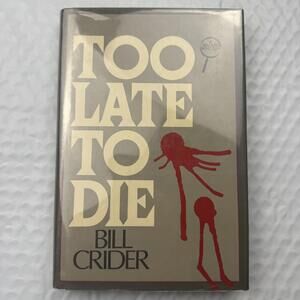 TOO
LATE
TO
DIE
BILL
CRIDER